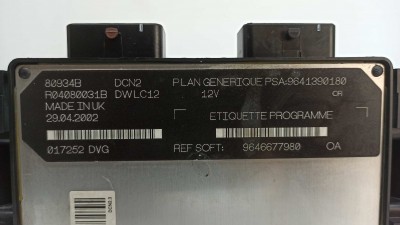 80934B DCN2 PLAN GENERIQUE PSA:9641390180
R04080031B DWLC12 12V CR
MADE IN UK
29.04.2002 ETIQUETTE PROGRAMME
017252 DVG REF SOFT: 9646677980 OA